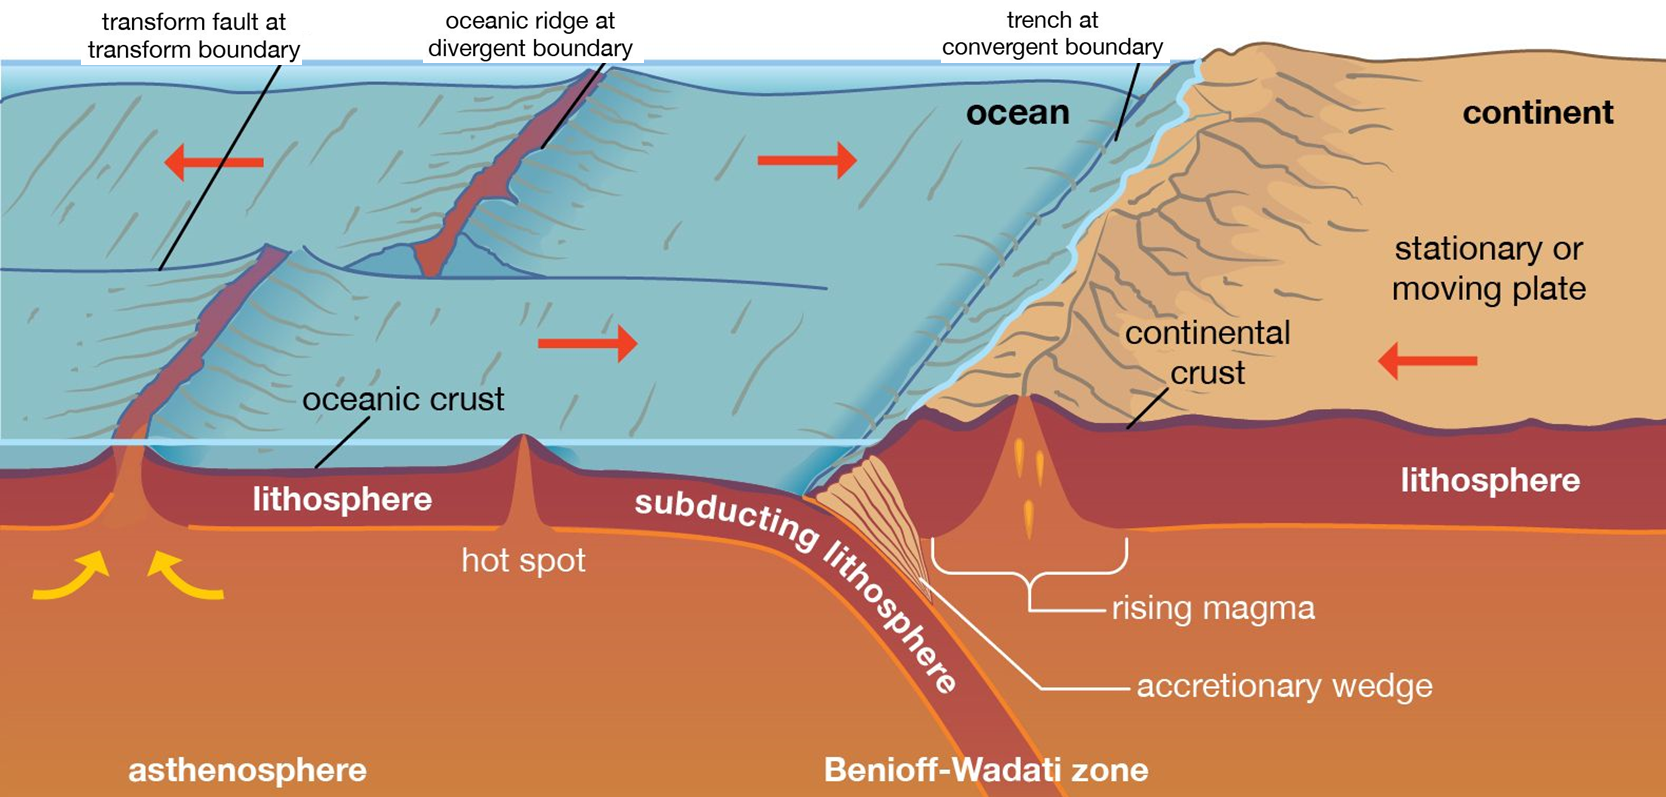 transform fault at
transform boundary
oceanic ridge at
divergent boundary
trench at
convergent boundary
ocean
continent
stationary or
moving plate
continental
crust
oceanic crust
lithosphere
subducting lithosphere
lithosphere
hot spot
rising magma
accretionary wedge
asthenosphere
Benioff-Wadati zone